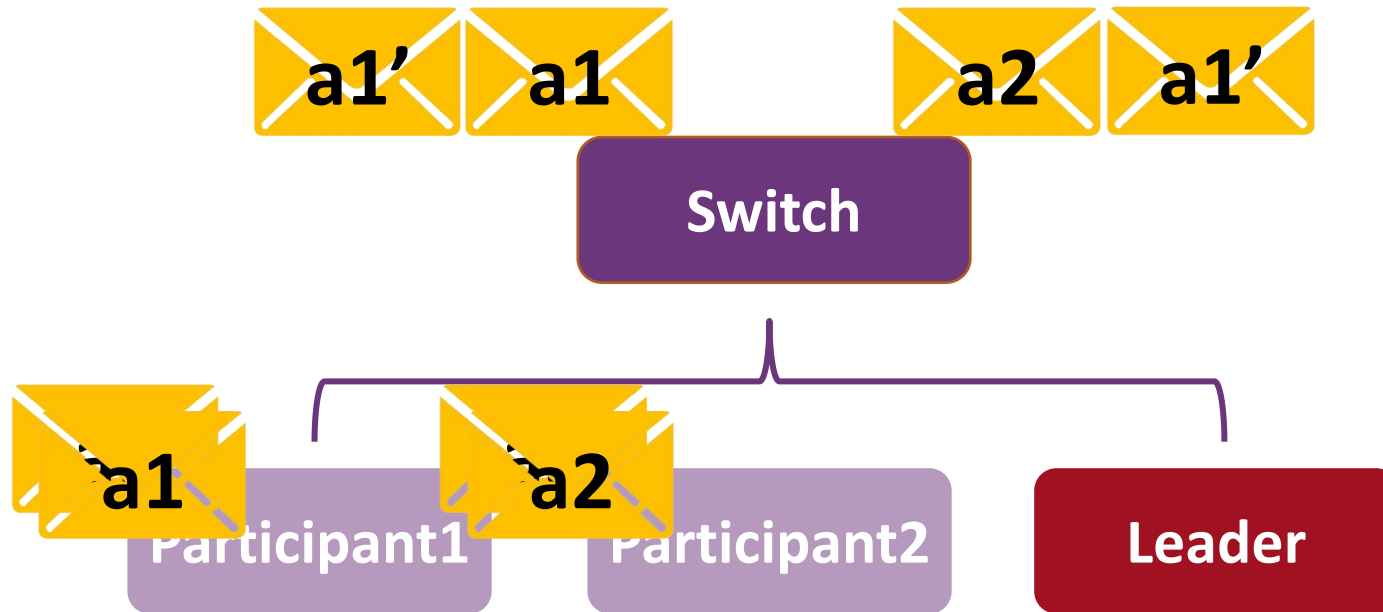 a1’ a1 a2 a1’
Switch
a1 a2
Participant1 Participant2 Leader